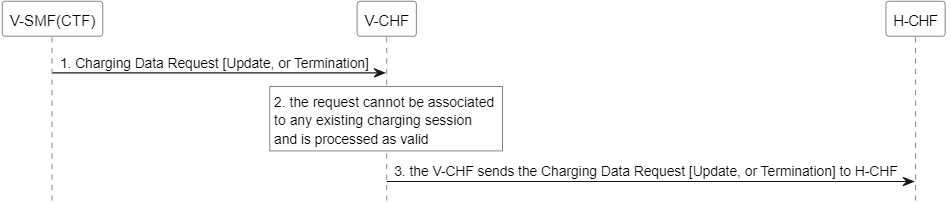 V-SMF(CTF)
V-CHF
H-CHF
1. Charging Data Request [Update, or Termination]
2. the request cannot be associated
to any existing charging session
and is processed as valid
3. the V-CHF sends the Charging Data Request [Update, or Termination] to H-CHF